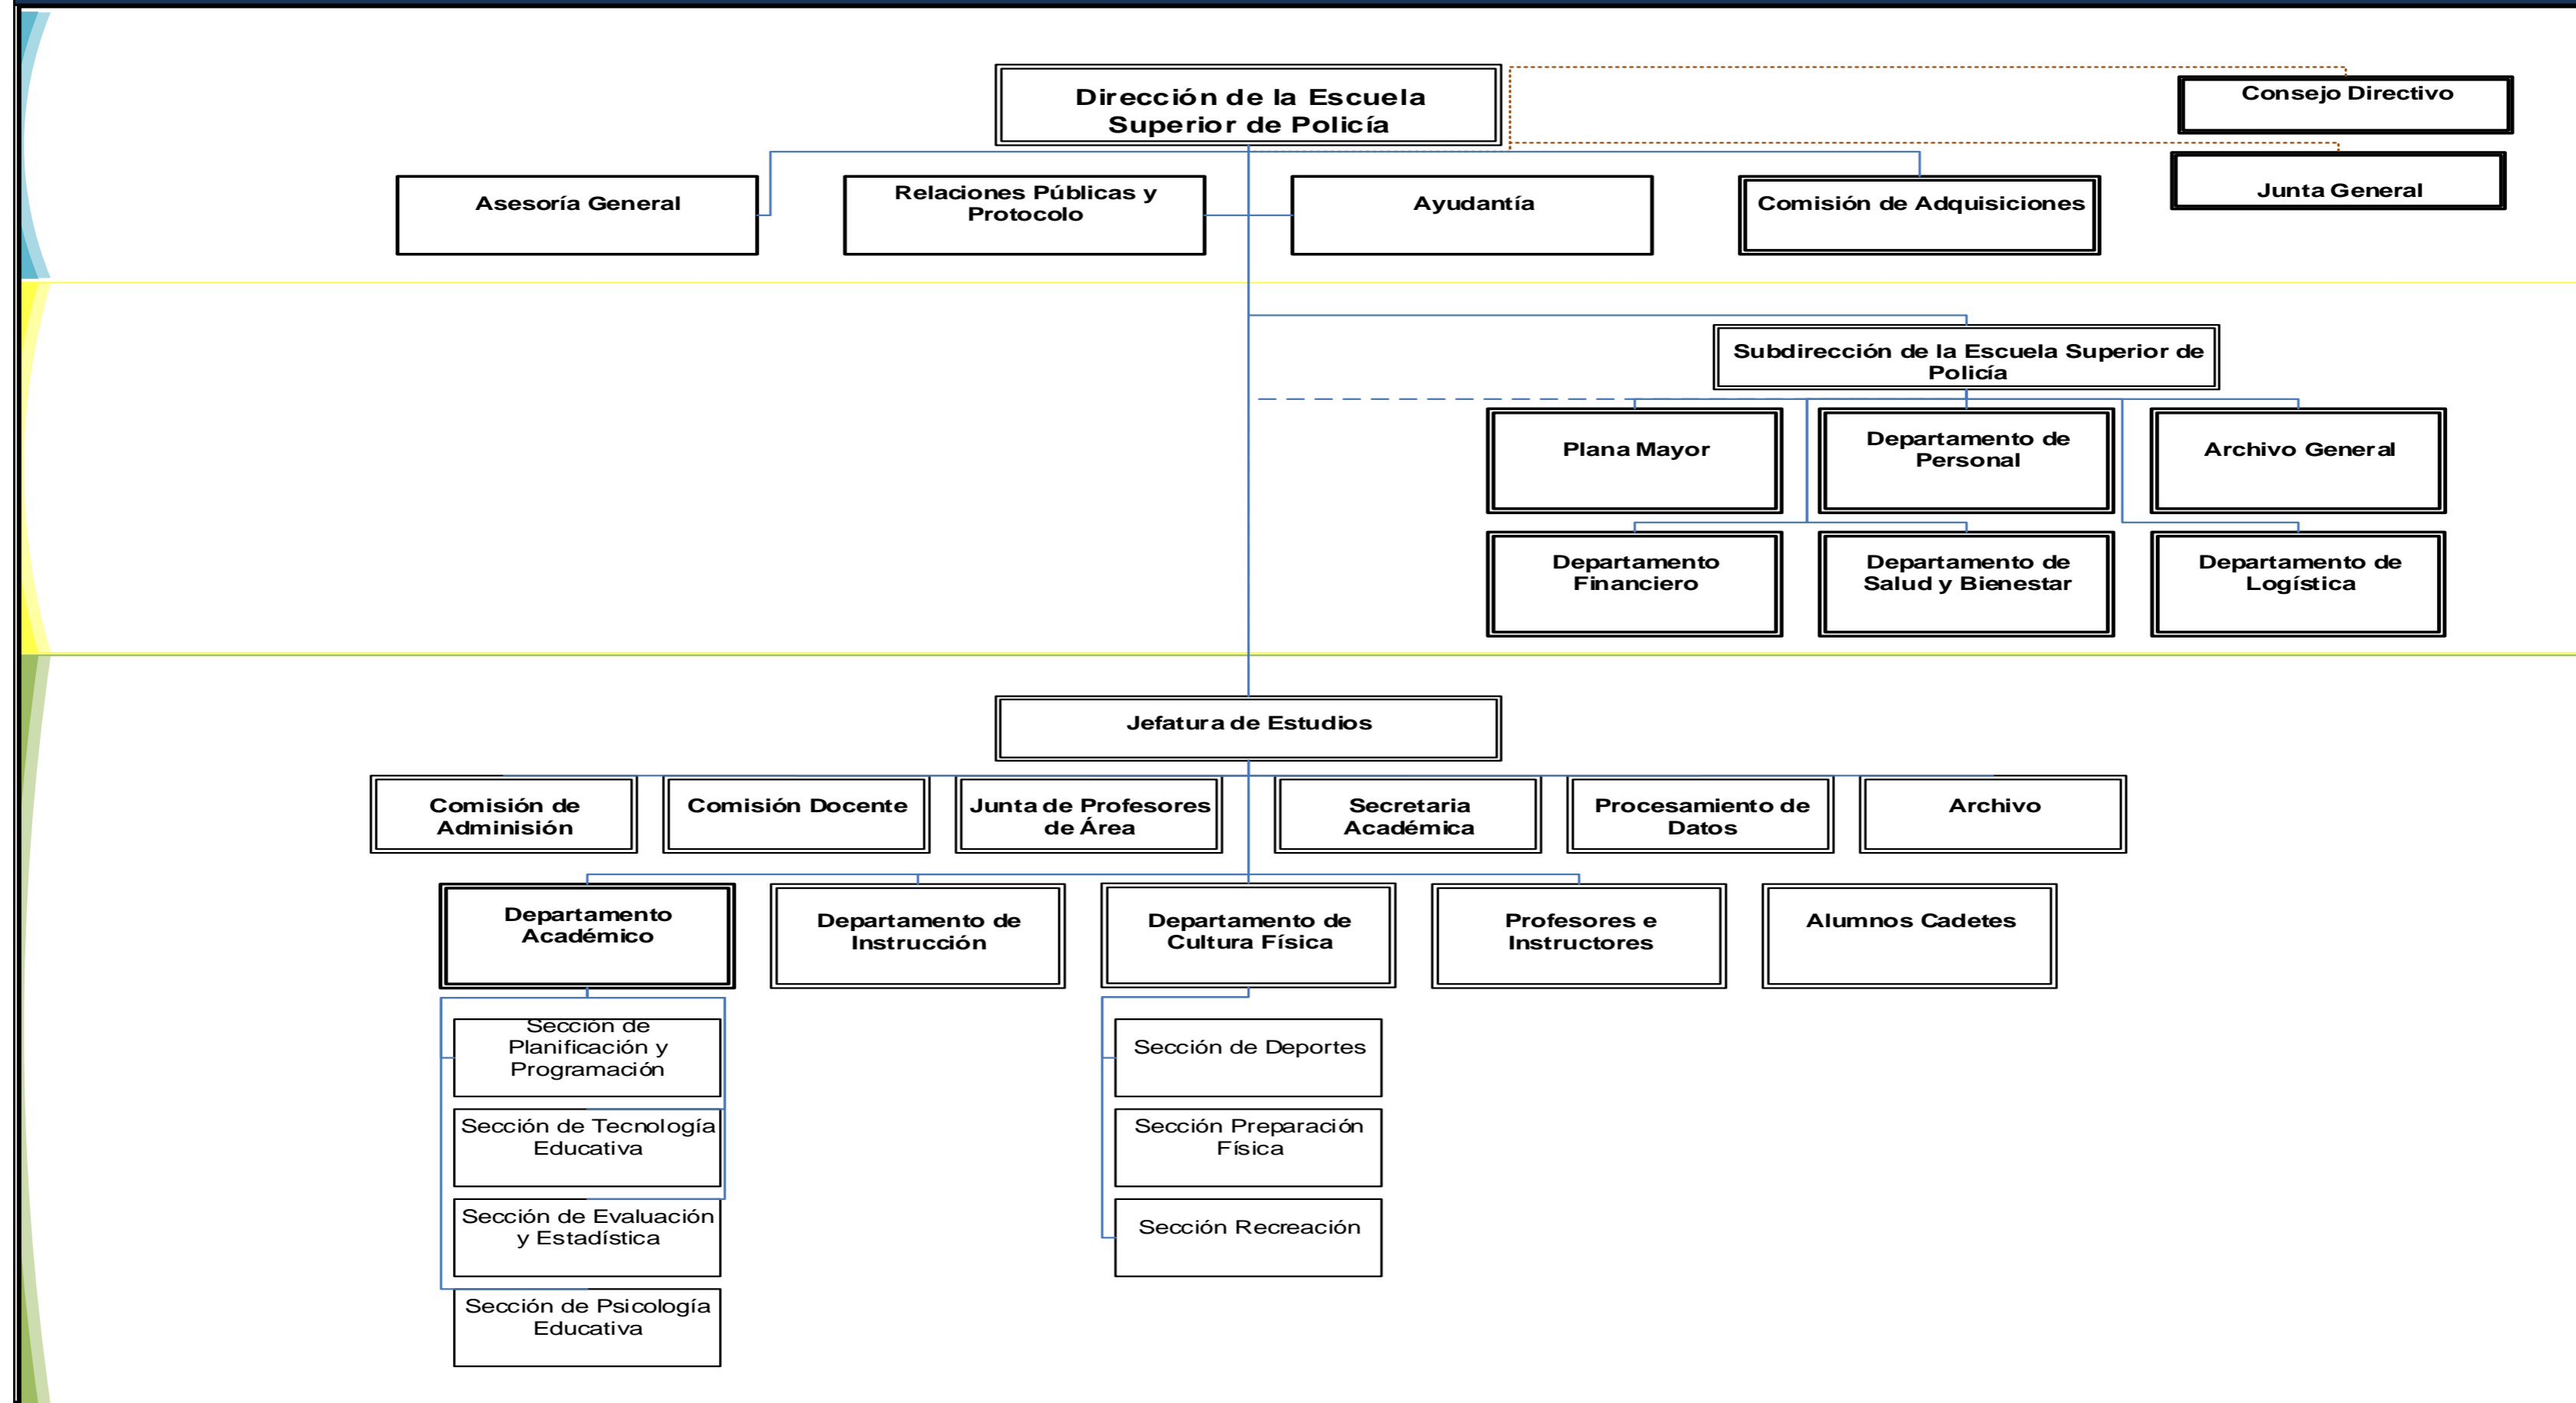 Dirección de la Escuela
Superior de Policía
Consejo Directivo
Junta General
Asesoría General
Relaciones Públicas y
Protocolo
Ayudantía
Comisión de Adquisiciones
Subdirección de la Escuela Superior de
Policía
Plana Mayor
Departamento de
Personal
Archivo General
Departamento
Financiero
Departamento de
Salud y Bienestar
Departamento de
Logística
Jefatura de Estudios
Comisión de
Adminisión
Comisión Docente
Junta de Profesores
de Área
Secretaria
Académica
Procesamiento de
Datos
Archivo
Departamento
Académico
Departamento de
Instrucción
Departamento de
Cultura Física
Profesores e
Instructores
Alumnos Cadetes
Sección de
Planificación y
Programación
Sección de Tecnología
Educativa
Sección de Evaluación
y Estadística
Sección de Psicología
Educativa
Sección de Deportes
Sección Preparación
Física
Sección Recreación